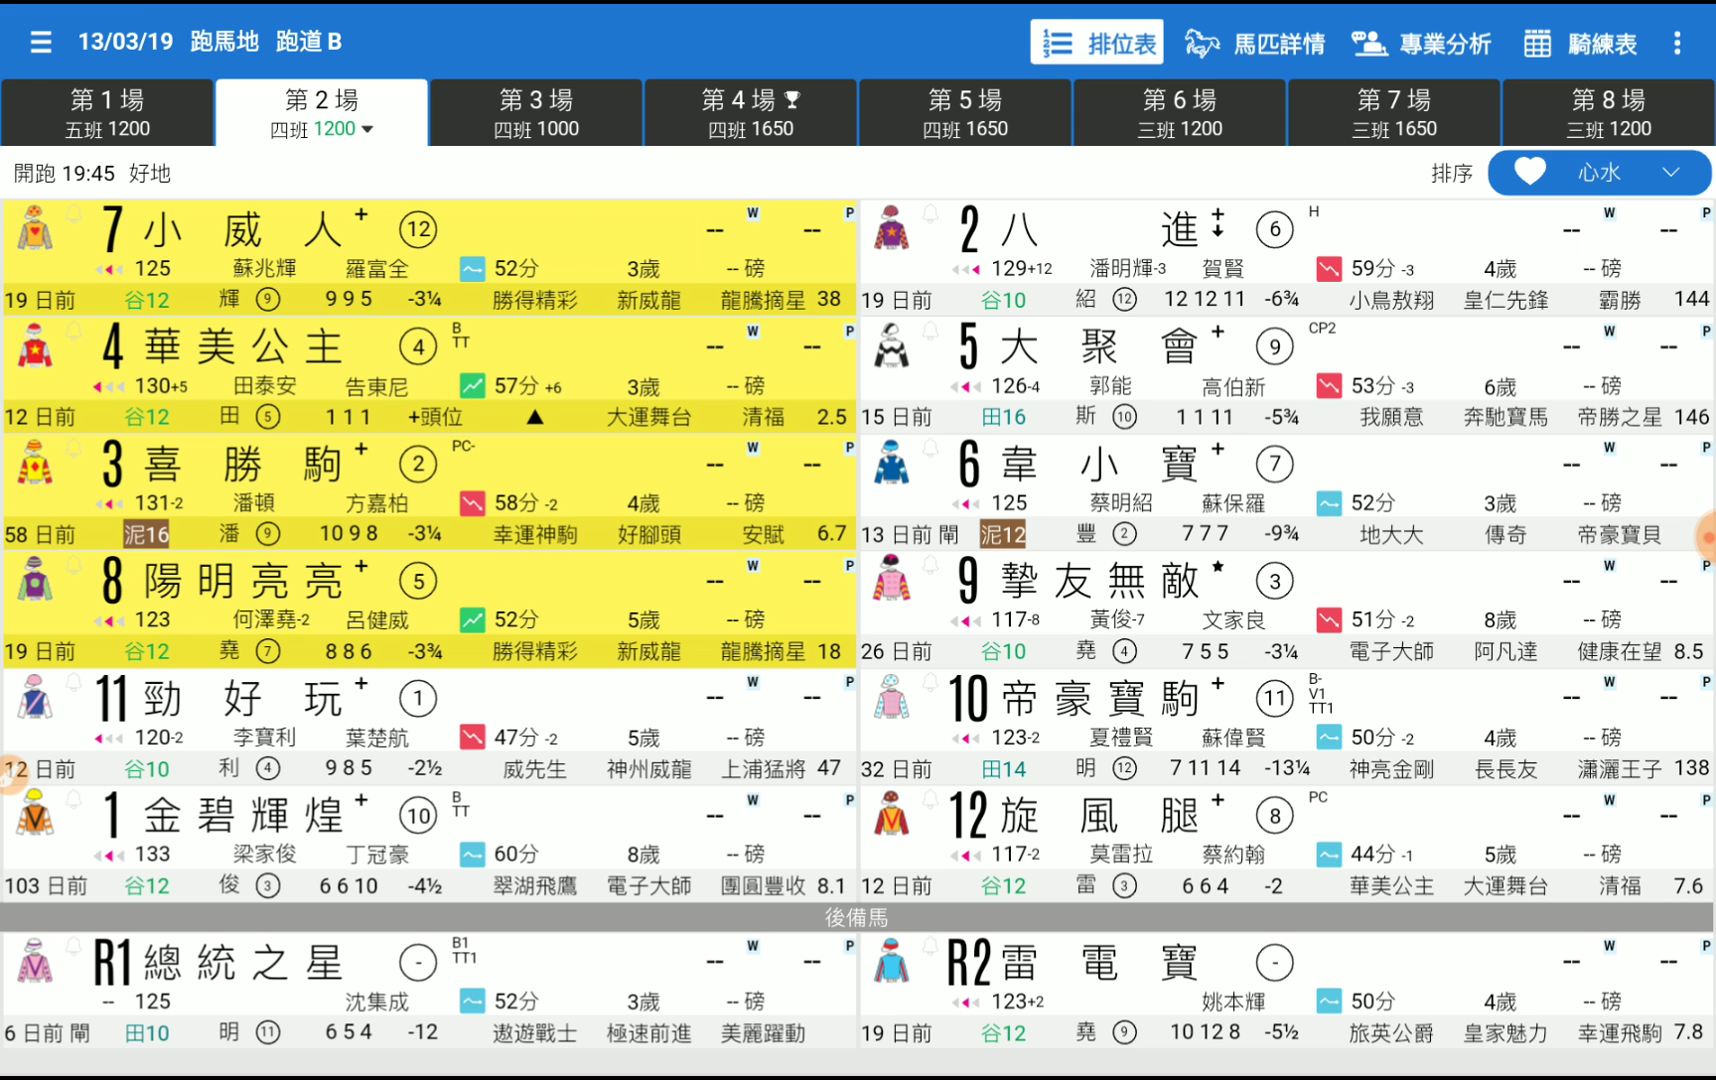 13/03/19 跑馬地 跑道 B
排位表 馬匹詳情 專業分析 騎練表
第 1 場 第 2 場 第 3 場 第 4 場 第 5 場 第 6 場 第 7 場 第 8 場
五班 1200 四班 1200 四班 1000 四班 1650 四班 1650 三班 1200 三班 1650 三班 1200
開跑 19:45 好地 排序 心水
7 小威人 + 12 -- W -- P
125 蘇兆輝 羅富全 52分 3歲 -- 磅
19 日前 谷12 輝 9 9 9 5 -3¼ 勝得精彩 新威龍 龍騰摘星 38
4 華美公主 4 B TT -- W -- P
130+5 田泰安 告東尼 57分 +6 3歲 -- 磅
12 日前 谷12 田 5 1 1 1 +頭位 ▲ 大運舞台 清福 2.5
3 喜勝駒 + 2 PC- -- W -- P
131-2 潘頓 方嘉柏 58分 -2 4歲 -- 磅
58 日前 泥16 潘 9 10 9 8 -3¼ 幸運神駒 好腳頭 安賦 6.7
8 陽明亮亮 + 5 -- W -- P
123 何澤堯-2 呂健威 52分 5歲 -- 磅
19 日前 谷12 堯 7 8 8 6 -3¾ 勝得精彩 新威龍 龍騰摘星 18
11 勁好玩 + 1 -- W -- P
120-2 李寶利 葉楚航 47分 -2 5歲 -- 磅
12 日前 谷10 利 4 9 8 5 -2½ 威先生 神州威龍 上浦猛將 47
1 金碧輝煌 + 10 B TT -- W -- P
133 梁家俊 丁冠豪 60分 8歲 -- 磅
103 日前 谷12 俊 3 6 6 10 -4½ 翠湖飛鷹 電子大師 團圓豐收 8.1
2 八進 + 6 H -- W -- P
129+12 潘明輝-3 賀賢 59分 -3 4歲 -- 磅
19 日前 谷10 紹 12 12 12 11 -6¾ 小鳥敖翔 皇仁先鋒 霸勝 144
5 大聚會 + 9 CP2 -- W -- P
126-4 郭能 高伯新 53分 -3 6歲 -- 磅
15 日前 田16 斯 10 1 1 11 -5¾ 我願意 奔馳寶馬 帝勝之星 146
6 韋小寶 + 7 -- W -- P
125 蔡明紹 蘇保羅 52分 3歲 -- 磅
13 日前 閘 泥12 豐 2 7 7 7 -9¾ 地大大 傳奇 帝豪寶貝
9 摯友無敵 ★ 3 -- W -- P
117-8 黃俊-7 文家良 51分 -2 8歲 -- 磅
26 日前 谷10 堯 4 7 5 5 -3¼ 電子大師 阿凡達 健康在望 8.5
10 帝豪寶駒 + 11 B- V1 TT1 -- W -- P
123-2 夏禮賢 蘇偉賢 50分 -2 4歲 -- 磅
32 日前 田14 明 12 7 11 14 -13¼ 神亮金剛 長長友 瀟灑王子 138
12 旋風腿 + 8 PC -- W -- P
117-2 莫雷拉 蔡約翰 44分 -1 5歲 -- 磅
12 日前 谷12 雷 3 6 6 4 -2 華美公主 大運舞台 清福 7.6
後備馬
R1 總統之星 - B1 TT1 -- W -- P
-- 125 沈集成 52分 3歲 -- 磅
6 日前 閘 田10 明 11 6 5 4 -12 遨遊戰士 極速前進 美麗躍動
R2 雷電寶 - -- W -- P
123+2 姚本輝 50分 4歲 -- 磅
19 日前 谷12 堯 9 10 12 8 -5½ 旅英公爵 皇家魅力 幸運飛駒 7.8